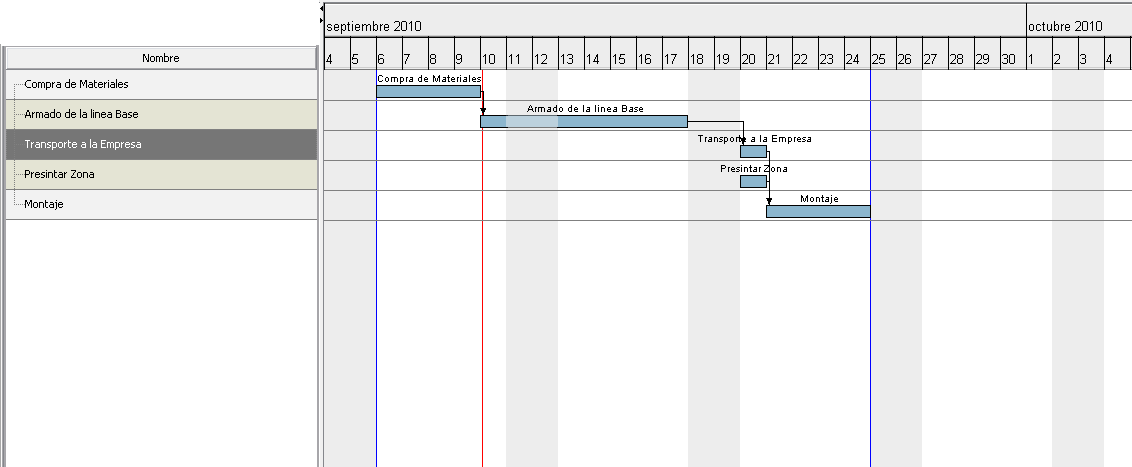 septiembre 2010 octubre 2010
Nombre 4 5 6 7 8 9 10 11 12 13 14 15 16 17 18 19 20 21 22 23 24 25 26 27 28 29 30 1 2 3 4
Compra de Materiales Compra de Materiales
Armado de la linea Base Armado de la linea Base
Transporte a la Empresa Transporte a la Empresa
Presintar Zona Presintar Zona
Montaje Montaje